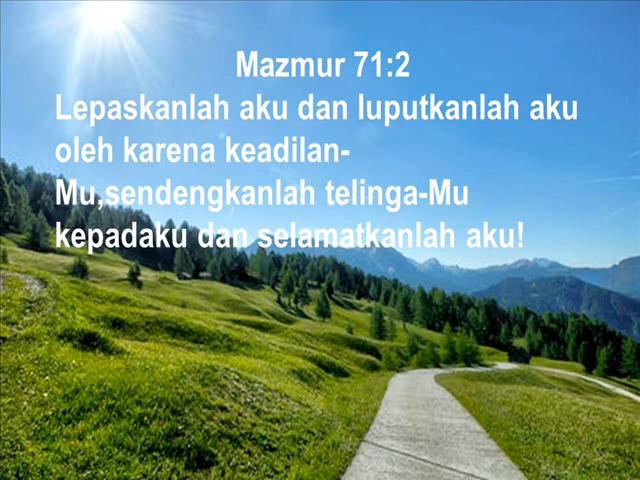 Mazmur 71:2
Lepaskanlah aku dan luputkanlah aku
oleh karena keadilan-
Mu,sendengkanlah telinga-Mu
kepadaku dan selamatkanlah aku!